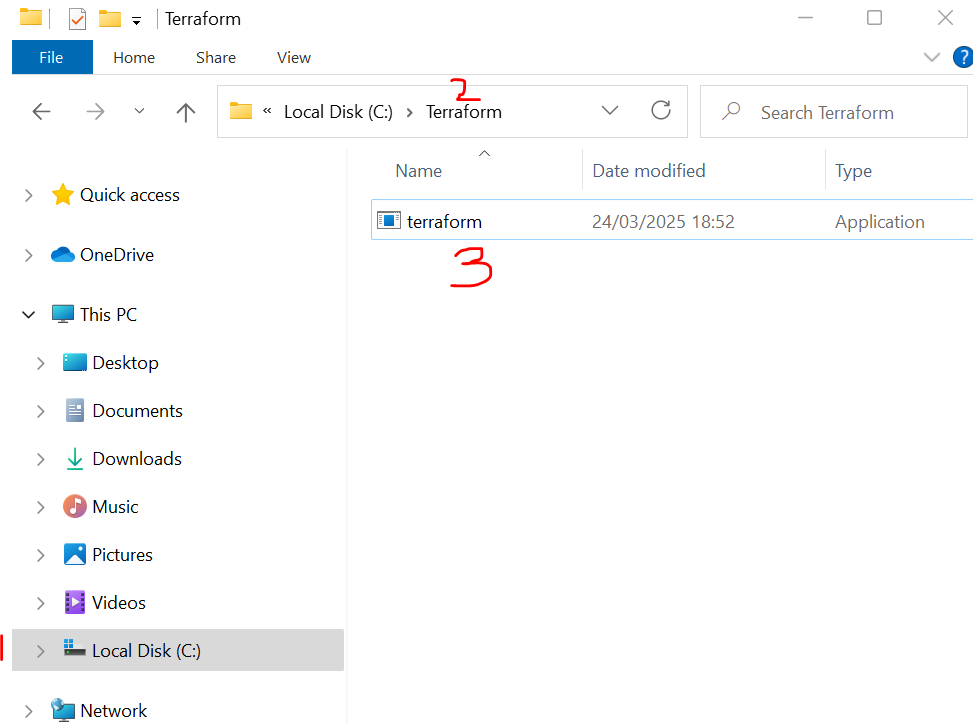 Terraform
File Home Share View ?
2
« Local Disk (C:) > Terraform Search Terraform
Name Date modified Type
terraform 24/03/2025 18:52 Application
3
Quick access
OneDrive
This PC
Desktop
Documents
Downloads
Music
Pictures
Videos
1 Local Disk (C:)
Network